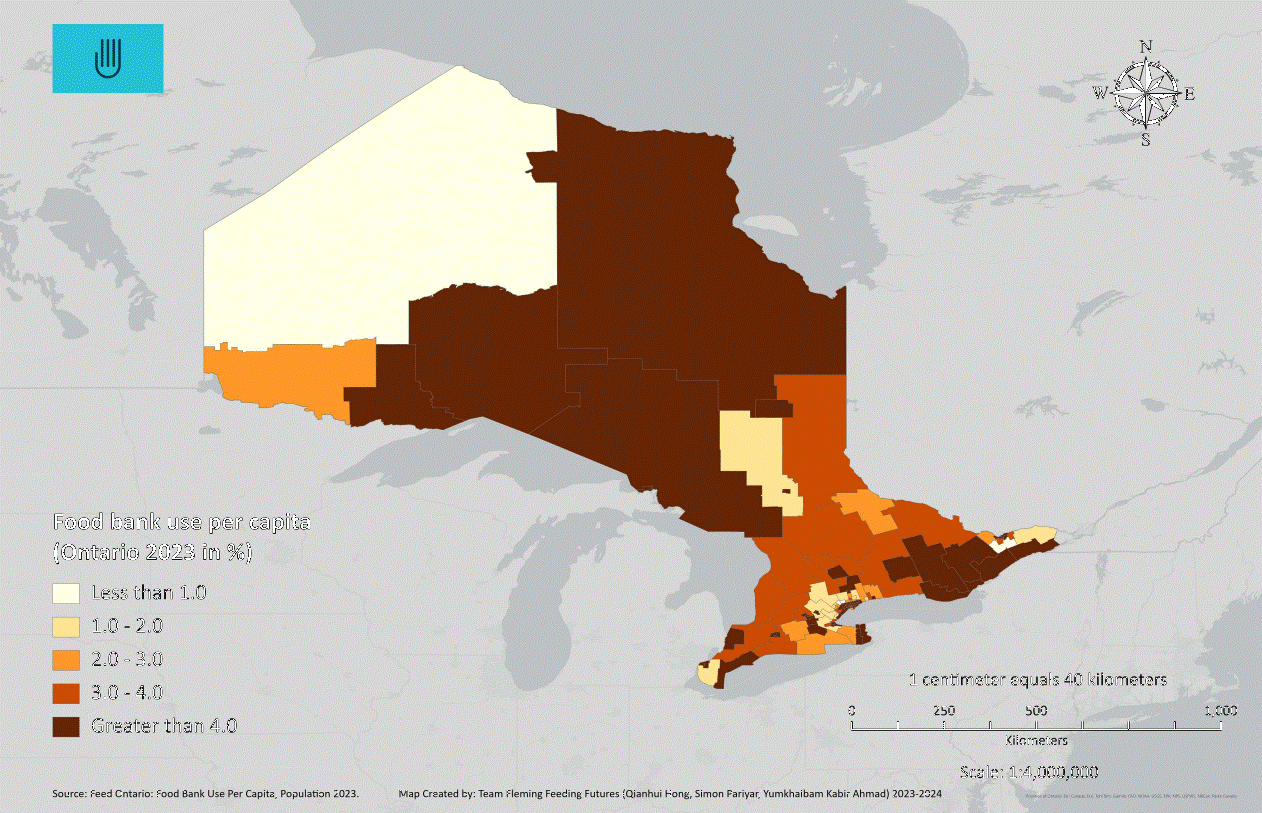 N
W E
S
Food bank use per capita
(Ontario 2023 in %)
Less than 1.0
1.0 - 2.0
2.0 - 3.0
3.0 - 4.0
Greater than 4.0
1 centimeter equals 40 kilometers
0 250 500 1,000
Kilometers
Scale: 1:4,000,000
Source: Feed Ontario: Food Bank Use Per Capita, Population 2023. Map Created by: Team Fleming Feeding Futures (Qianhui Hong, Simon Pariyar, Yumkhaibam Kabir Ahmad) 2023-2024